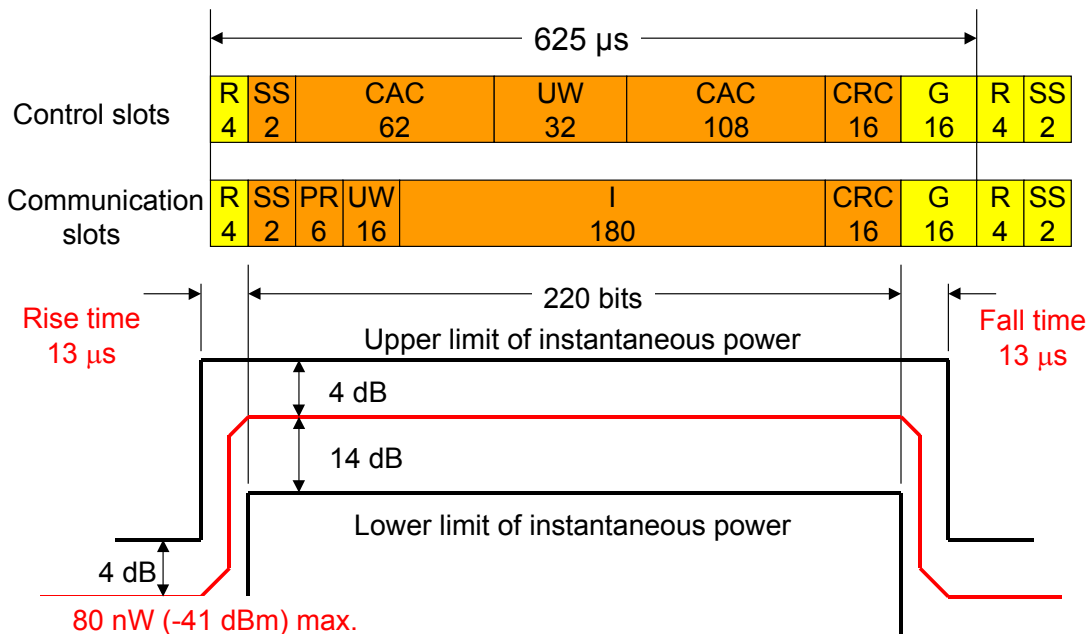 625 µs
Control slots
R SS CAC UW CAC CRC G R SS
4 2 62 32 108 16 16 4 2
Communication slots
R SS PR UW I CRC G R SS
4 2 6 16 180 16 16 4 2
220 bits
Rise time
13 µs
Fall time
13 µs
Upper limit of instantaneous power
4 dB
14 dB
Lower limit of instantaneous power
4 dB
80 nW (-41 dBm) max.